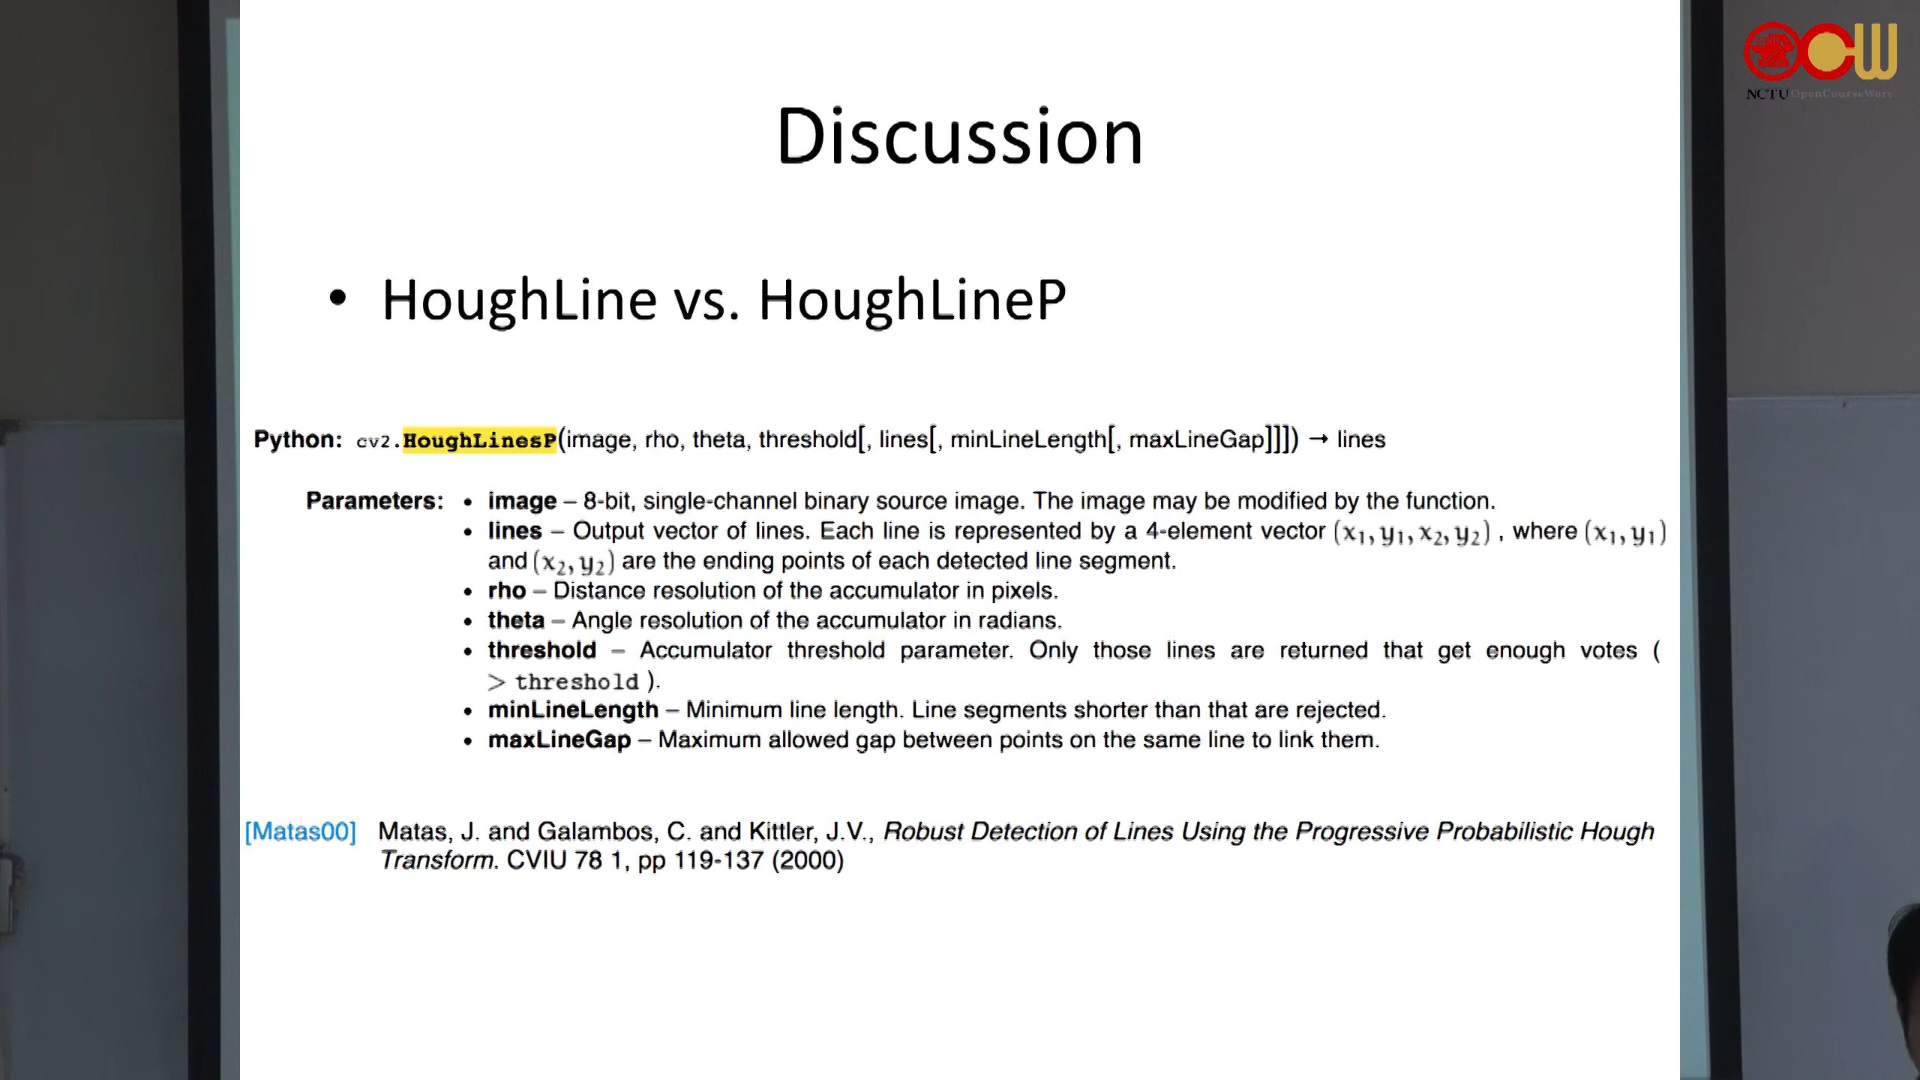 NCTU OpenCourseWare
Discussion
• HoughLine vs. HoughLineP
Python: cv2.HoughLinesP(image, rho, theta, threshold[, lines[, minLineLength[, maxLineGap]]]) → lines
Parameters: • image – 8-bit, single-channel binary source image. The image may be modified by the function.
• lines – Output vector of lines. Each line is represented by a 4-element vector (x₁, y₁, x₂, y₂) , where (x₁, y₁)
and (x₂, y₂) are the ending points of each detected line segment.
• rho – Distance resolution of the accumulator in pixels.
• theta – Angle resolution of the accumulator in radians.
• threshold – Accumulator threshold parameter. Only those lines are returned that get enough votes (
> threshold ).
• minLineLength – Minimum line length. Line segments shorter than that are rejected.
• maxLineGap – Maximum allowed gap between points on the same line to link them.
[Matas00] Matas, J. and Galambos, C. and Kittler, J.V., Robust Detection of Lines Using the Progressive Probabilistic Hough
Transform. CVIU 78 1, pp 119-137 (2000)